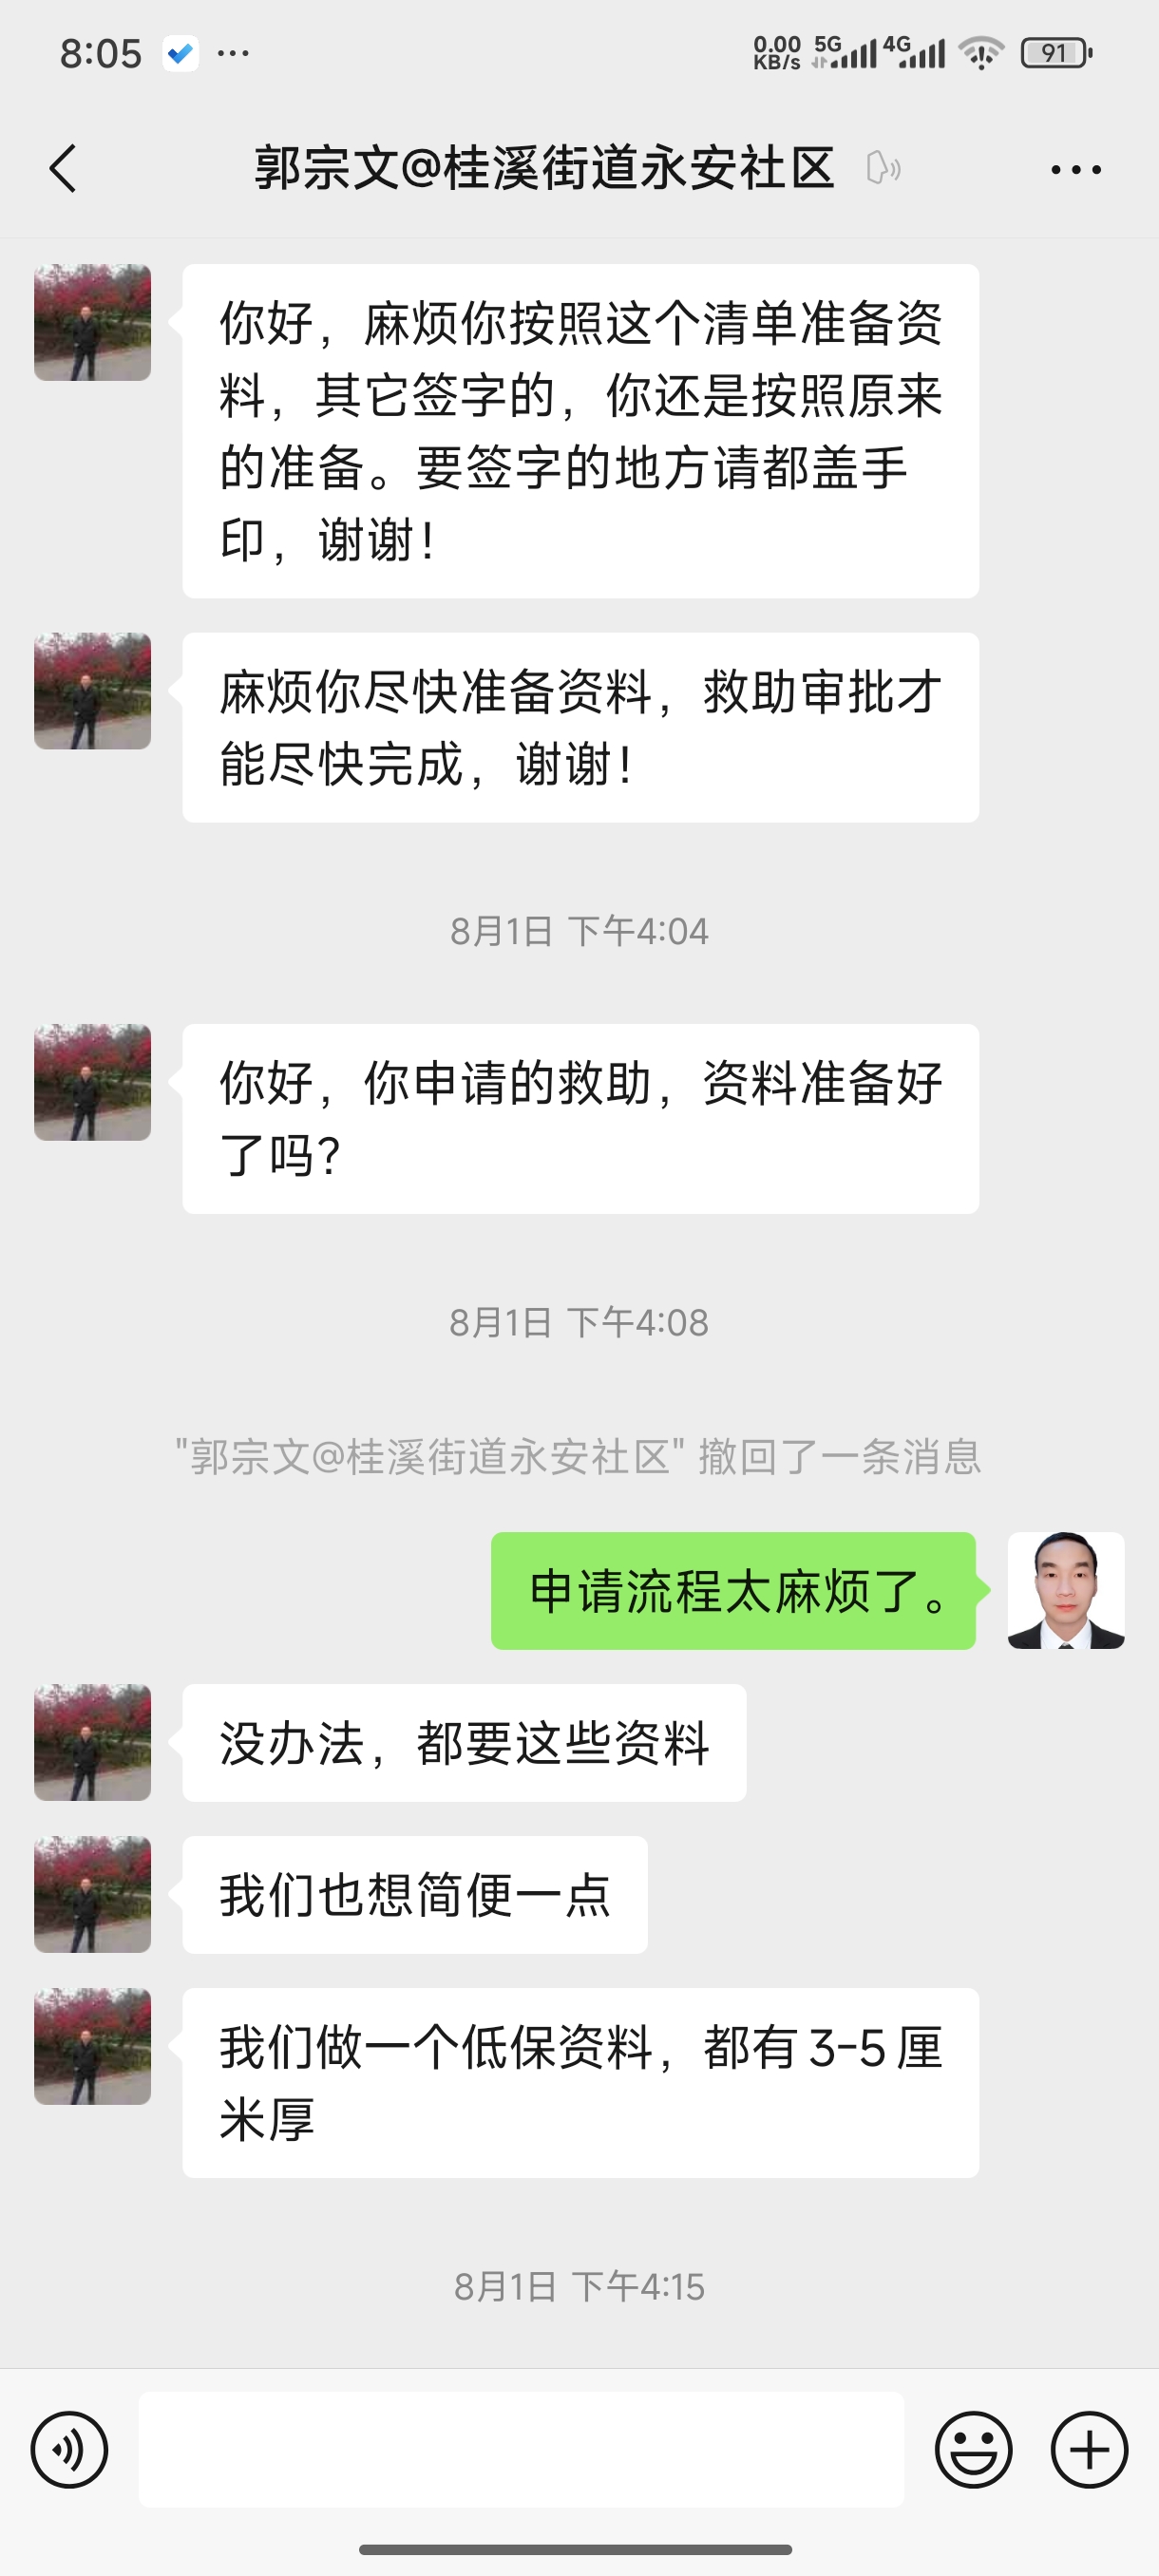 8:05
0.00 KB/s 5G 4G 91
郭宗文@桂溪街道永安社区
你好，麻烦你按照这个清单准备资
料，其它签字的，你还是按照原来
的准备。要签字的地方请都盖手
印，谢谢！
麻烦你尽快准备资料，救助审批才
能尽快完成，谢谢！
8月1日 下午4:04
你好，你申请的救助，资料准备好
了吗？
8月1日 下午4:08
"郭宗文@桂溪街道永安社区" 撤回了一条消息
申请流程太麻烦了。
没办法，都要这些资料
我们也想简便一点
我们做一个低保资料，都有3-5厘
米厚
8月1日 下午4:15